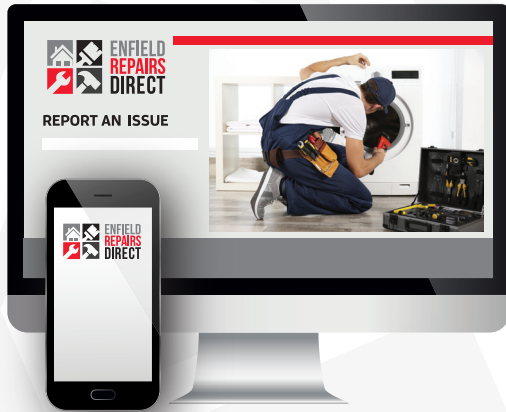 ENFIELD
REPAIRS
DIRECT
REPORT AN ISSUE
ENFIELD
REPAIRS
DIRECT